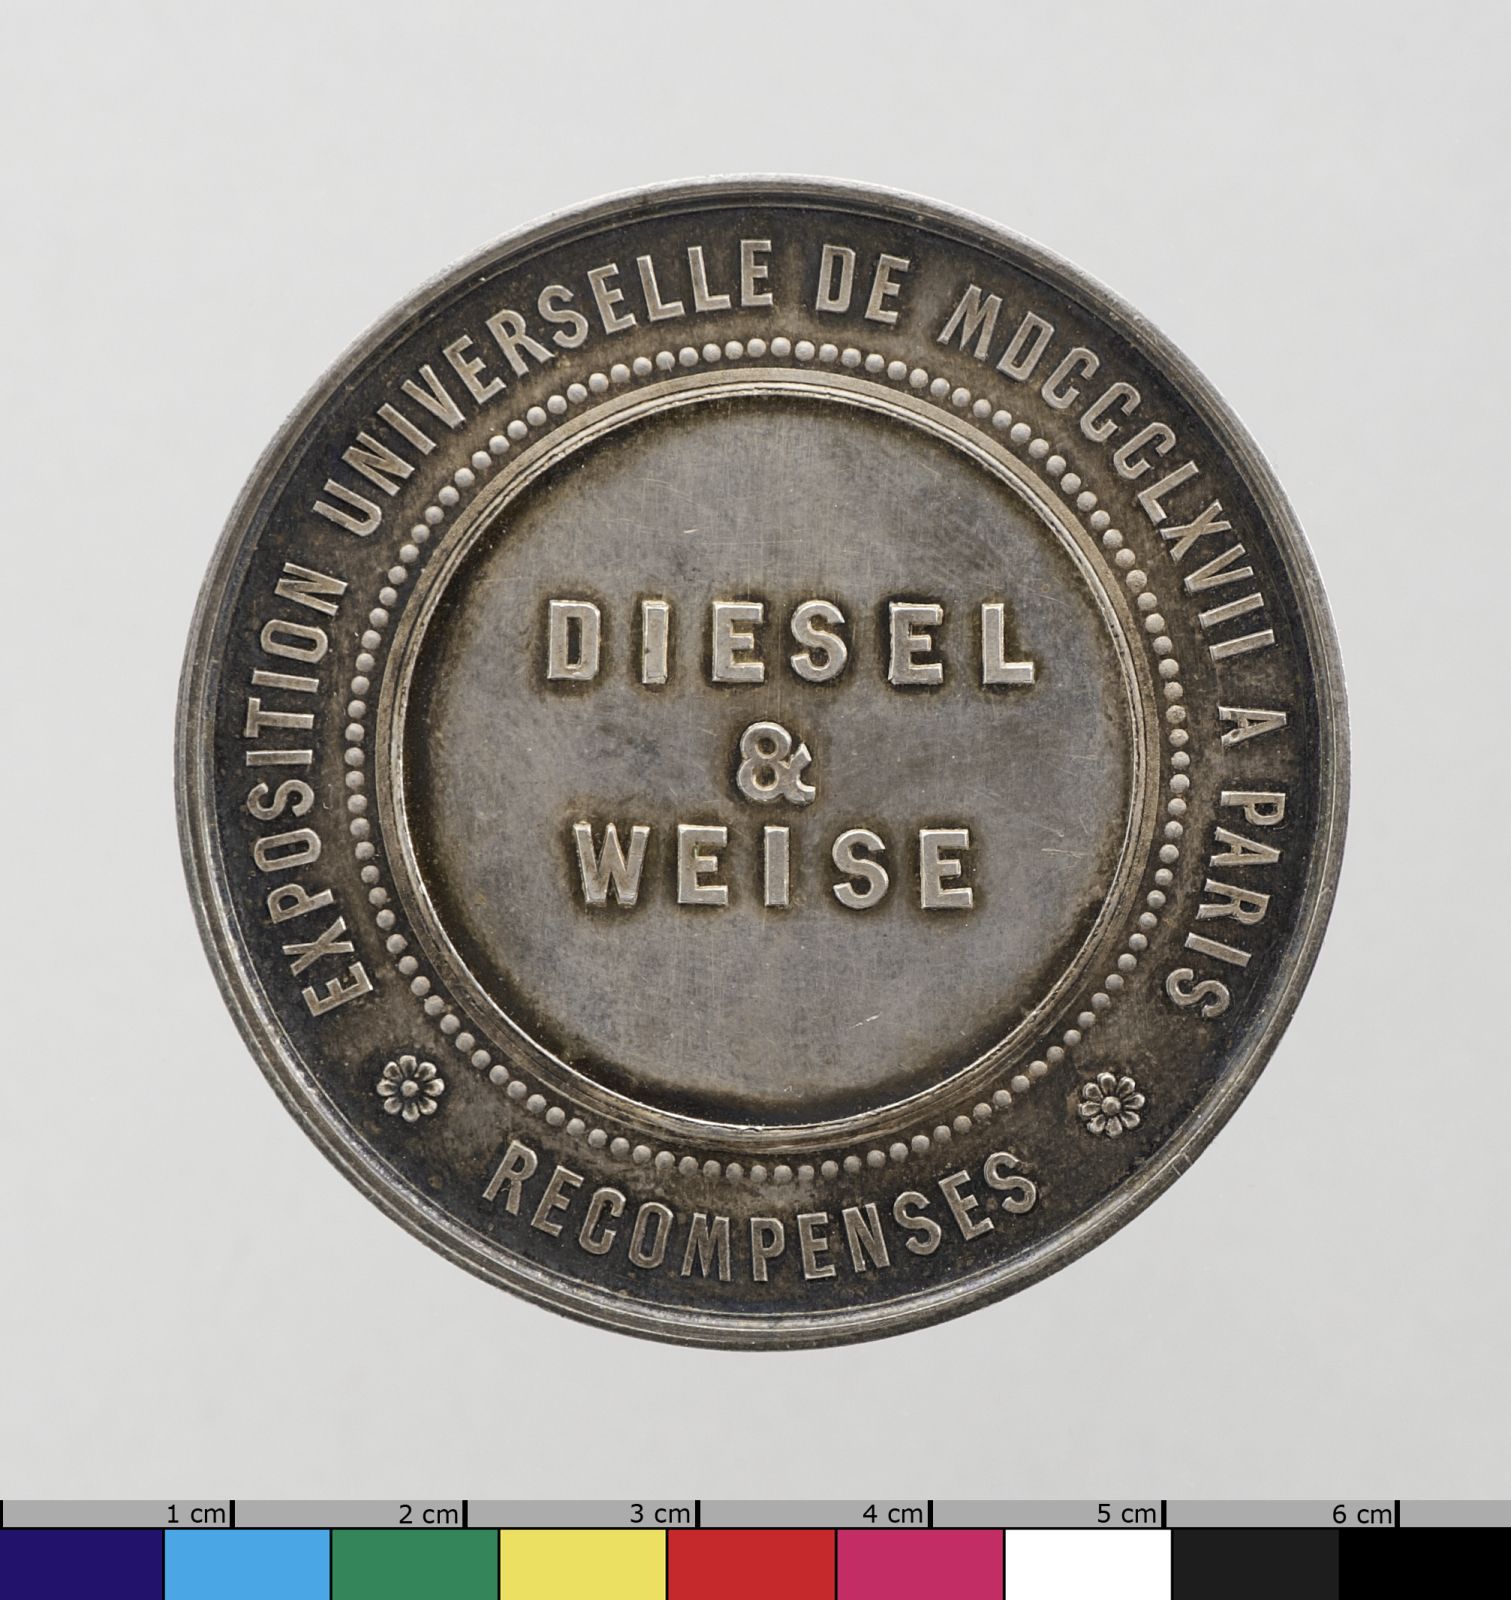 EXPOSITION UNIVERSELLE DE MDCCCLXVII A PARIS
DIESEL
&
WEISE
RECOMPENSES
1 cm 2 cm 3 cm 4 cm 5 cm 6 cm